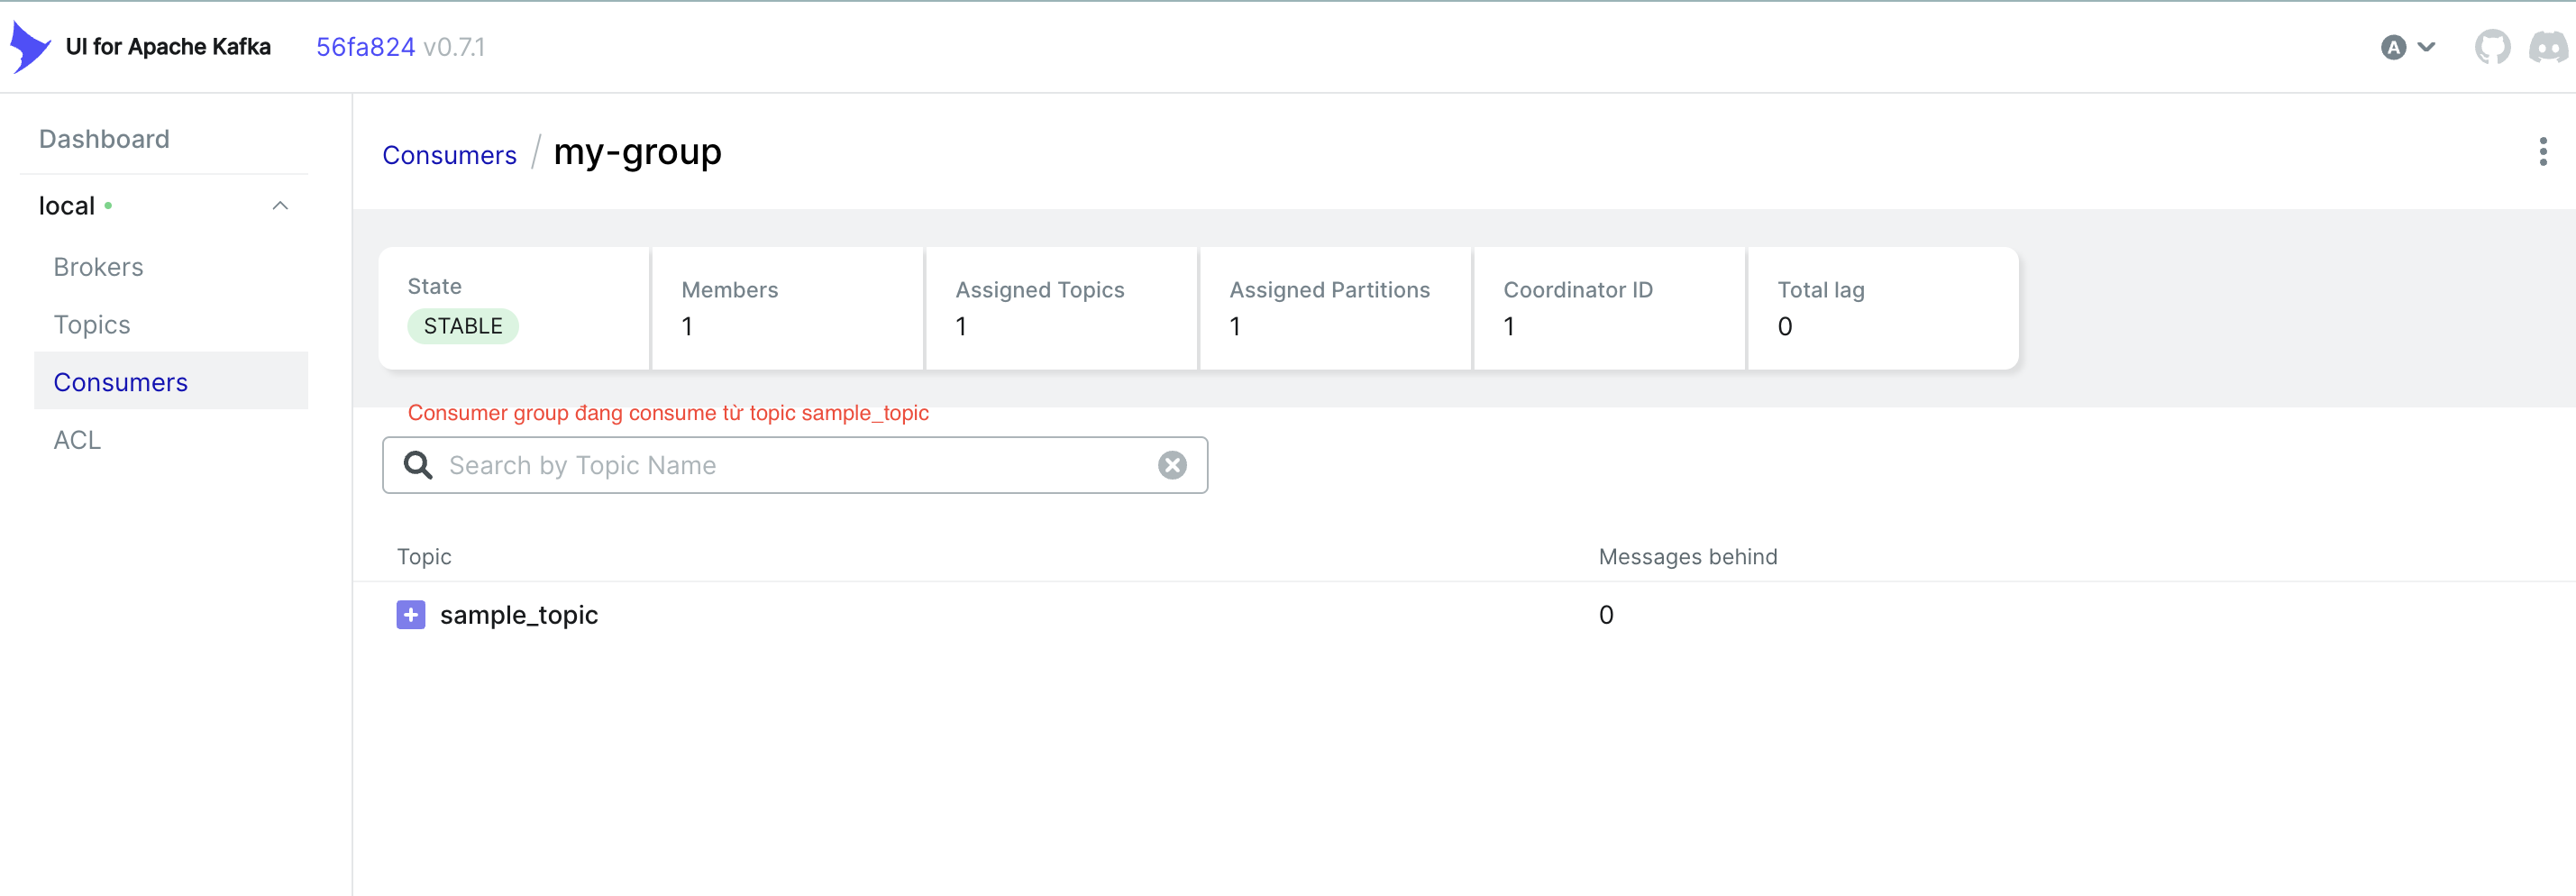 UI for Apache Kafka 56fa824 v0.7.1
A
Dashboard
local
Brokers
Topics
Consumers
ACL
Consumers / my-group
State
STABLE
Members
1
Assigned Topics
1
Assigned Partitions
1
Coordinator ID
1
Total lag
0
Consumer group đang consume từ topic sample_topic
Search by Topic Name
Topic Messages behind
sample_topic 0